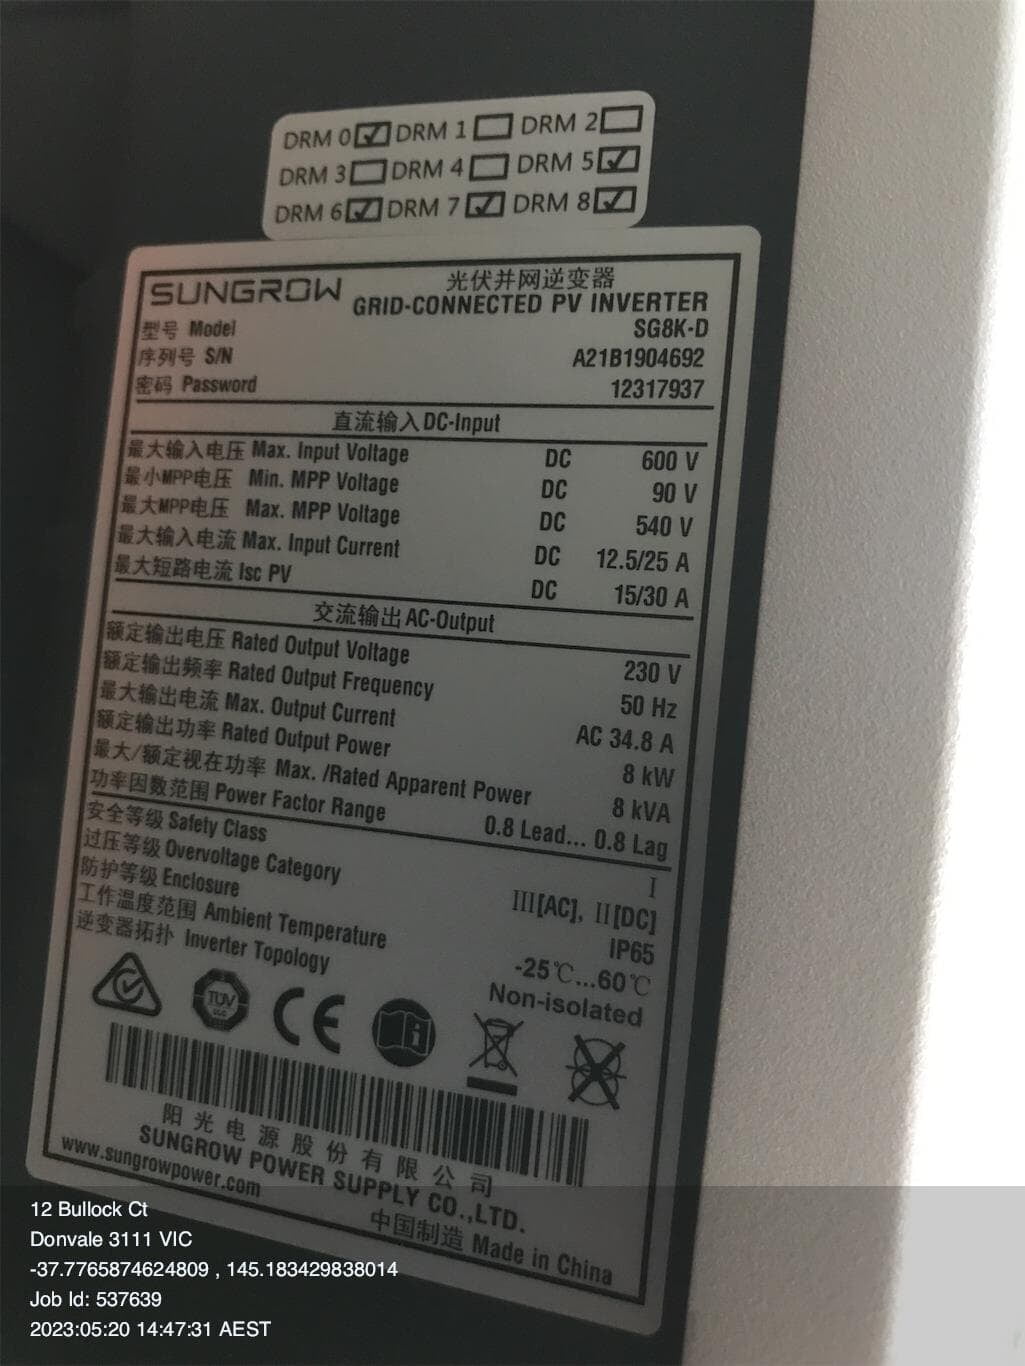 DRM 0 ☑ DRM 1 ☐ DRM 2 ☐
DRM 3 ☐ DRM 4 ☐ DRM 5 ☑
DRM 6 ☑ DRM 7 ☑ DRM 8 ☑
SUNGROW 光伏并网逆变器
GRID-CONNECTED PV INVERTER
型号 Model SG8K-D
序列号 S/N A21B1904692
密码 Password 12317937
直流输入 DC-Input
最大输入电压 Max. Input Voltage DC 600 V
最小MPP电压 Min. MPP Voltage DC 90 V
最大MPP电压 Max. MPP Voltage DC 540 V
最大输入电流 Max. Input Current DC 12.5/25 A
最大短路电流 Isc PV DC 15/30 A
交流输出 AC-Output
额定输出电压 Rated Output Voltage 230 V
额定输出频率 Rated Output Frequency 50 Hz
最大输出电流 Max. Output Current AC 34.8 A
额定输出功率 Rated Output Power 8 kW
最大/额定视在功率 Max. /Rated Apparent Power 8 kVA
功率因数范围 Power Factor Range 0.8 Lead... 0.8 Lag
安全等级 Safety Class I
过压等级 Overvoltage Category III[AC], II[DC]
防护等级 Enclosure IP65
工作温度范围 Ambient Temperature -25℃...60℃
逆变器拓扑 Inverter Topology Non-isolated
TÜV CE
阳光电源股份有限公司
SUNGROW POWER SUPPLY CO.,LTD.
www.sungrowpower.com
中国制造 Made in China
12 Bullock Ct
Donvale 3111 VIC
-37.7765874624809 , 145.183429838014
Job Id: 537639
2023:05:20 14:47:31 AEST